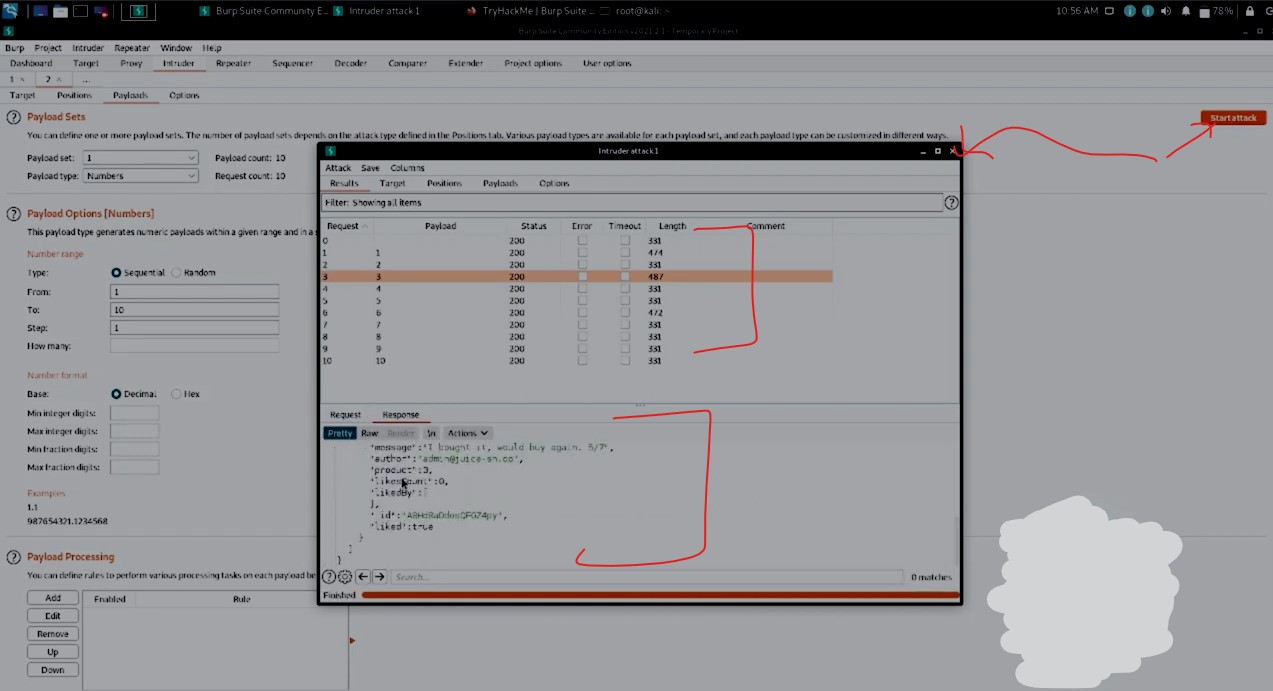 Burp Suite Community E... Intruder attack 1 TryHackMe | Burp Suite ... root@kali: ~ 10:56 AM 78%
Burp Suite Community Edition v2021.2.1 - Temporary Project
Burp Project Intruder Repeater Window Help
Dashboard Target Proxy Intruder Repeater Sequencer Decoder Comparer Extender Project options User options
1 × 2 × ...
Target Positions Payloads Options
? Payload Sets Start attack
You can define one or more payload sets. The number of payload sets depends on the attack type defined in the Positions tab. Various payload types are available for each payload set, and each payload type can be customized in different ways.
Payload set: 1 Payload count: 10
Payload type: Numbers Request count: 10
? Payload Options [Numbers]
This payload type generates numeric payloads within a given range and in a s
Number range
Type: Sequential Random
From: 1
To: 10
Step: 1
How many:
Number format
Base: Decimal Hex
Min integer digits:
Max integer digits:
Min fraction digits:
Max fraction digits:
Examples
1.1
987654321.1234568
? Payload Processing
You can define rules to perform various processing tasks on each payload be
Add Enabled Rule
Edit
Remove
Up
Down
Intruder attack 1
Attack Save Columns
Results Target Positions Payloads Options
Filter: Showing all items ?
Request Payload Status Error Timeout Length Comment
0 200 331
1 1 200 474
2 2 200 331
3 3 200 487
4 4 200 331
5 5 200 331
6 6 200 472
7 7 200 331
8 8 200 331
9 9 200 331
10 10 200 331
Request Response
Pretty Raw Render \n Actions
"message":"I bought it, would buy again. 5/7",
"author":"admin@juice-sh.op",
"product":3,
"likesCount":0,
"likedBy":[
],
"liked":true
}
]
}
? Search... 0 matches
Finished